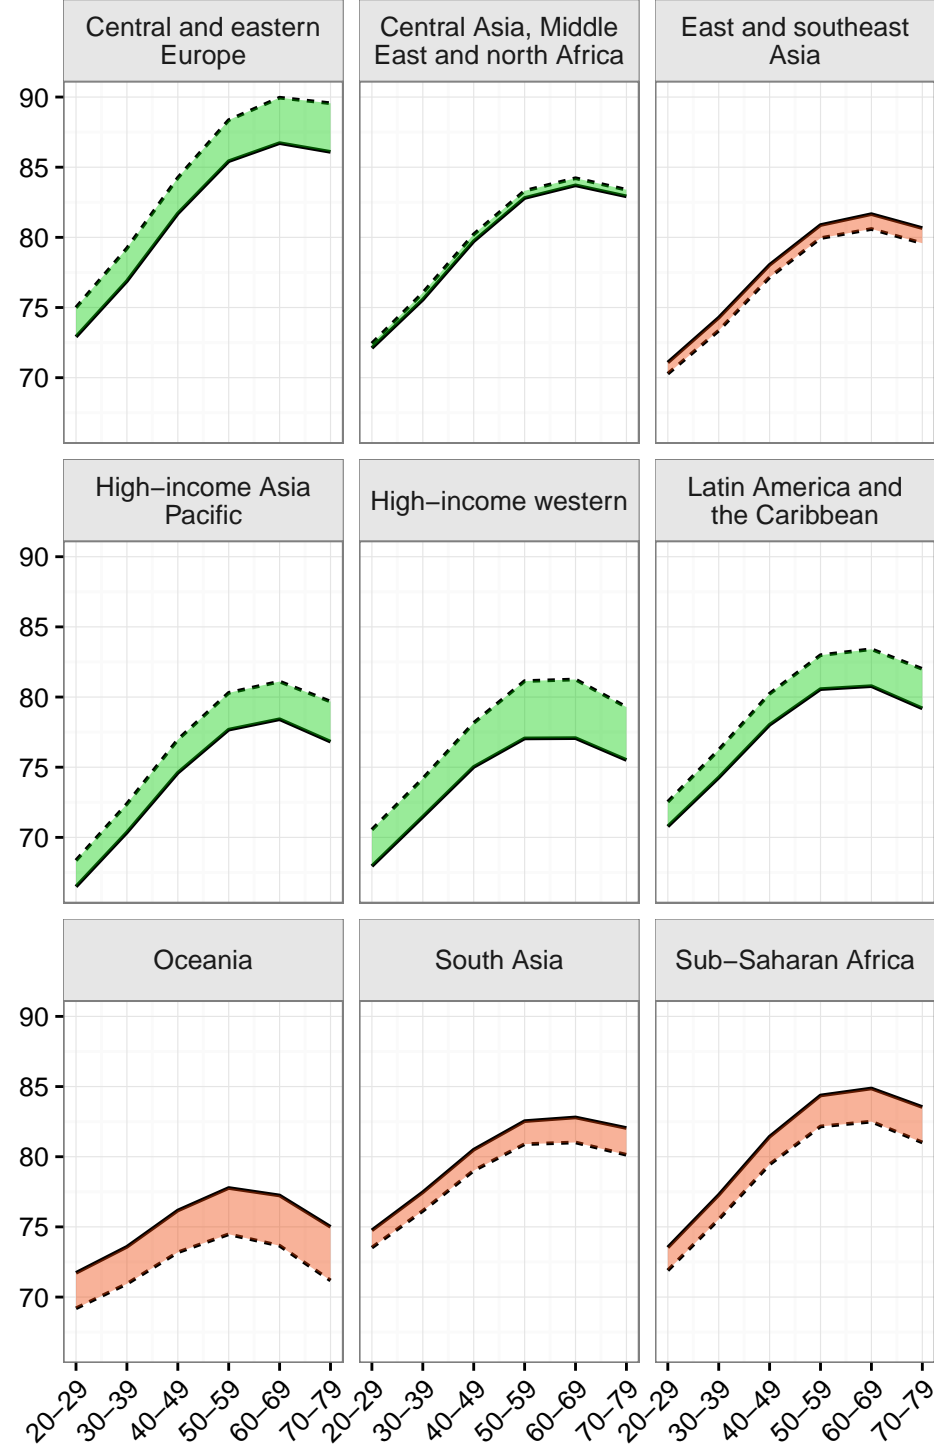 Central and eastern
Europe
Central Asia, Middle
East and north Africa
East and southeast
Asia
90
85
80
75
70
High−income Asia
Pacific
High−income western
Latin America and
the Caribbean
90
85
80
75
70
Oceania
South Asia
Sub−Saharan Africa
90
85
80
75
70
20−29
30−39
40−49
50−59
60−69
70−79
20−29
30−39
40−49
50−59
60−69
70−79
20−29
30−39
40−49
50−59
60−69
70−79